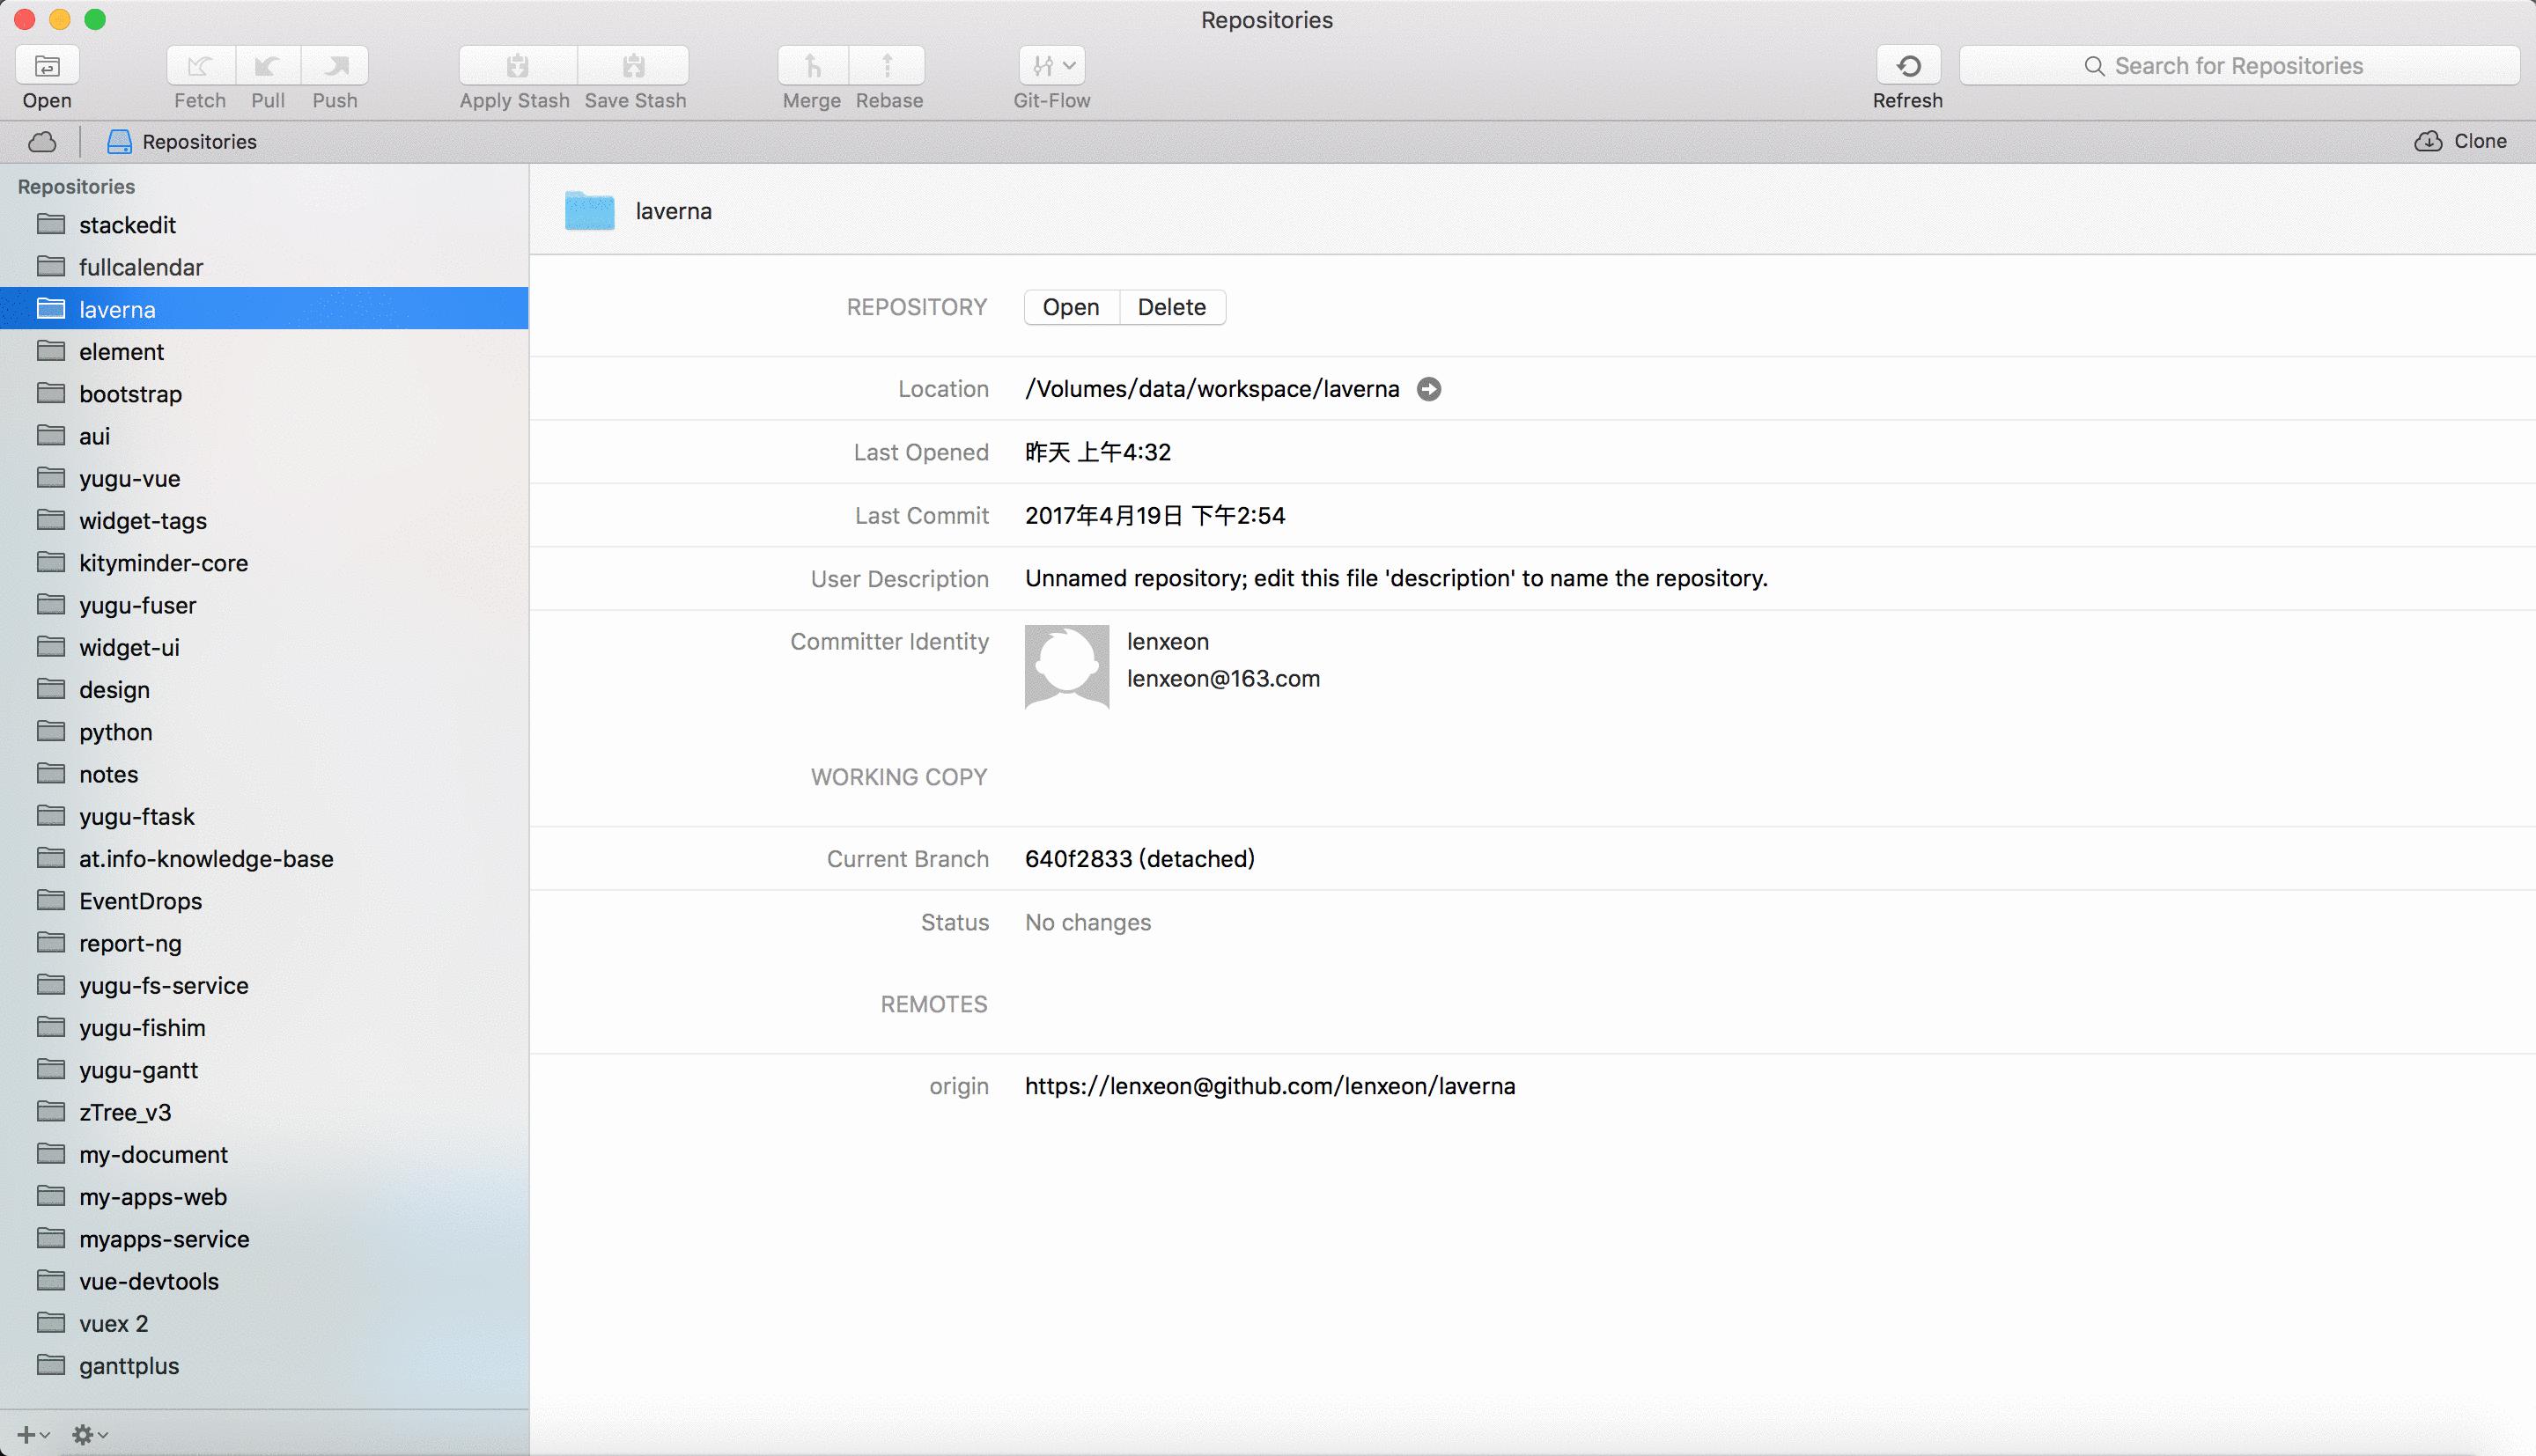 Repositories
Open
Fetch
Pull
Push
Apply Stash
Save Stash
Merge
Rebase
Git-Flow
Refresh
Search for Repositories
Repositories
Clone
Repositories
stackedit
fullcalendar
laverna
element
bootstrap
aui
yugu-vue
widget-tags
kityminder-core
yugu-fuser
widget-ui
design
python
notes
yugu-ftask
at.info-knowledge-base
EventDrops
report-ng
yugu-fs-service
yugu-fishim
yugu-gantt
zTree_v3
my-document
my-apps-web
myapps-service
vue-devtools
vuex 2
ganttplus
laverna
REPOSITORY Open Delete
Location /Volumes/data/workspace/laverna
Last Opened 昨天 上午4:32
Last Commit 2017年4月19日 下午2:54
User Description Unnamed repository; edit this file 'description' to name the repository.
Committer Identity lenxeon
lenxeon@163.com
WORKING COPY
Current Branch 640f2833 (detached)
Status No changes
REMOTES
origin https://lenxeon@github.com/lenxeon/laverna